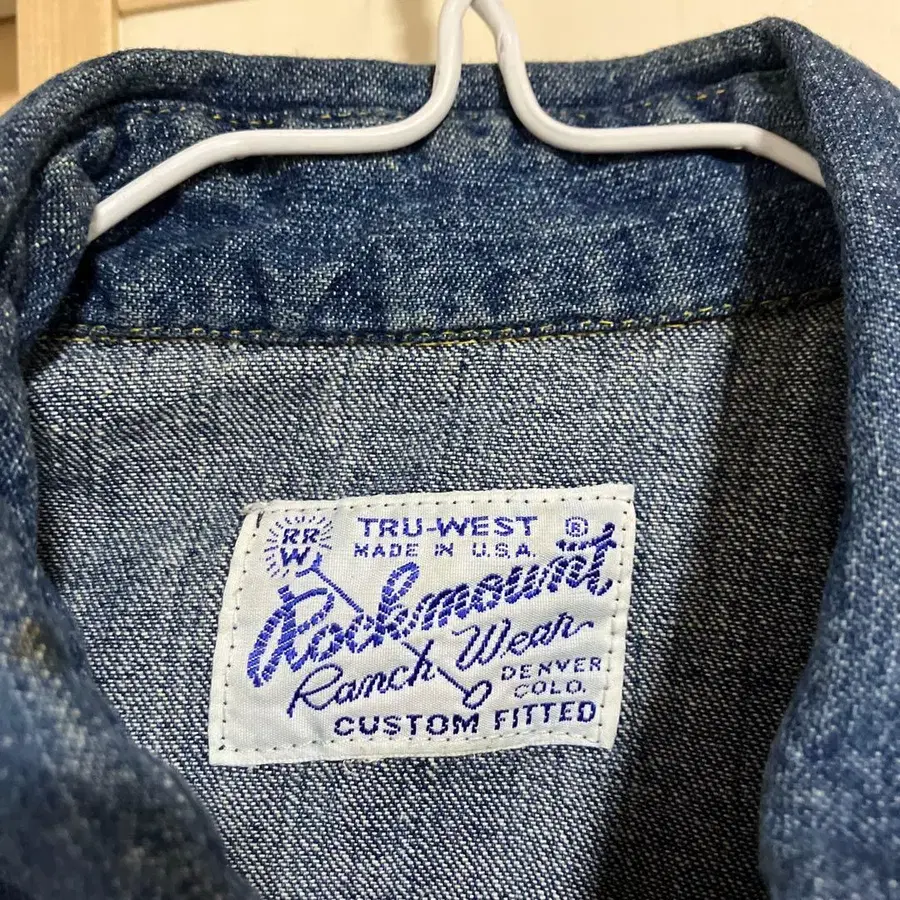 RR
W
TRU-WEST ®
MADE IN U.S.A.
Rockmount
Ranch Wear
DENVER
COLO.
CUSTOM FITTED